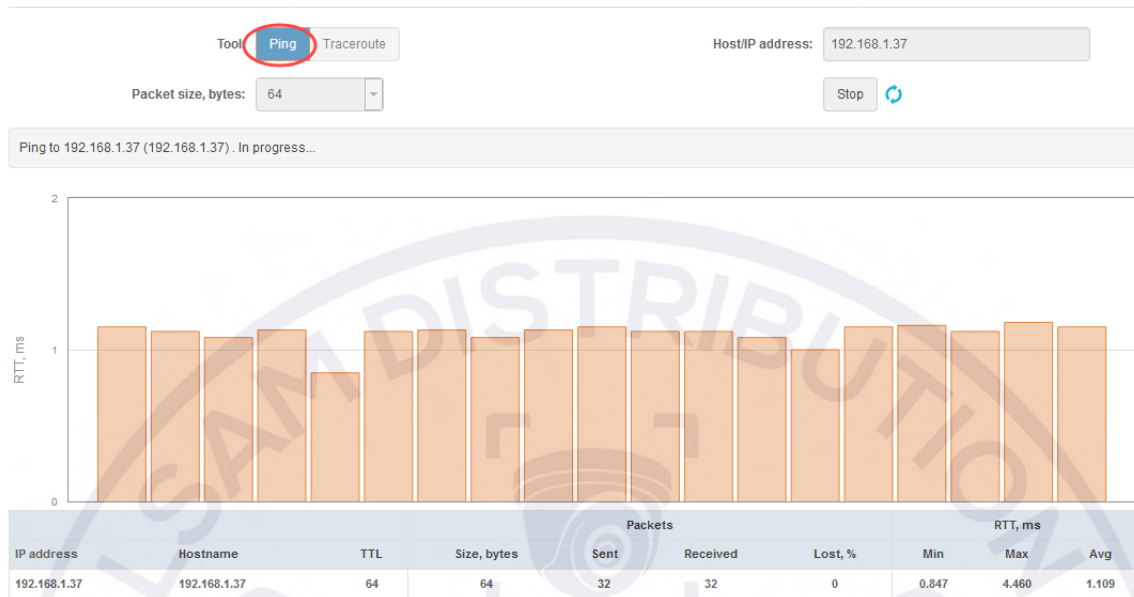 Tool: Ping Traceroute Host/IP address: 192.168.1.37
Packet size, bytes: 64 Stop
Ping to 192.168.1.37 (192.168.1.37) . In progress...
2
1
0
RTT, ms
Packets RTT, ms
IP address Hostname TTL Size, bytes Sent Received Lost, % Min Max Avg
192.168.1.37 192.168.1.37 64 64 32 32 0 0.847 4.460 1.109
SAM DISTRIBUTION